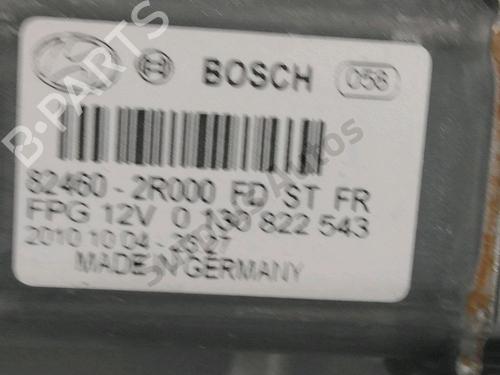 BOSCH 058
82460-2R000 FD ST FR
FPG 12V 0 130 822 543
2010 10 04 - 2627
MADE IN GERMANY
B-PARTS